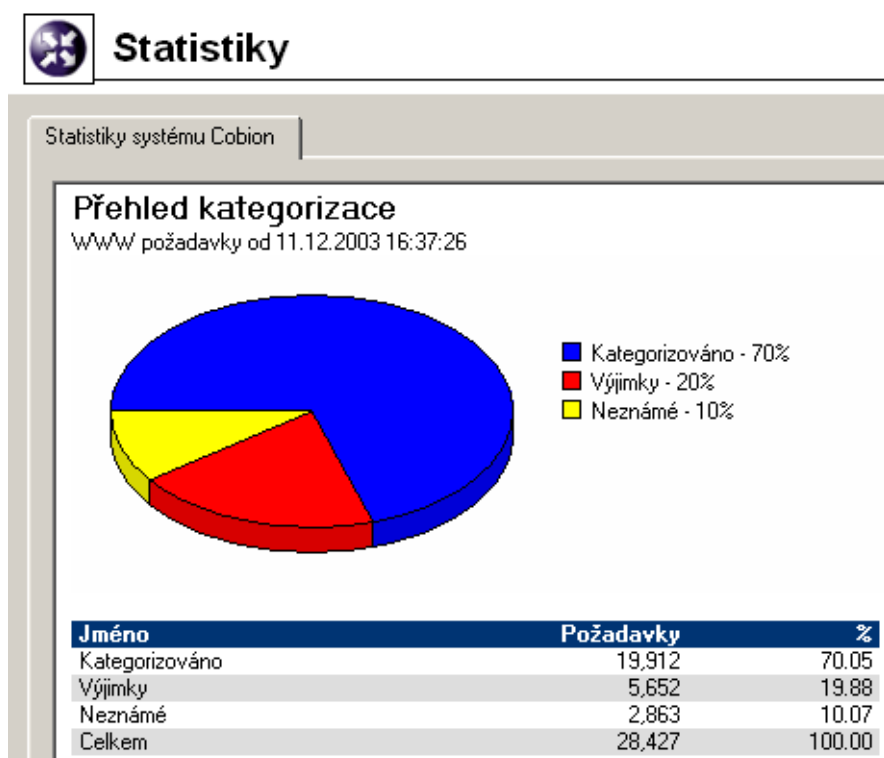 Statistiky
Statistiky systému Cobion
Přehled kategorizace
WWW požadavky od 11.12.2003 16:37:26
Kategorizováno - 70%
Výjimky - 20%
Neznámé - 10%
Jméno Požadavky %
Kategorizováno 19,912 70.05
Výjimky 5,652 19.88
Neznámé 2,863 10.07
Celkem 28,427 100.00